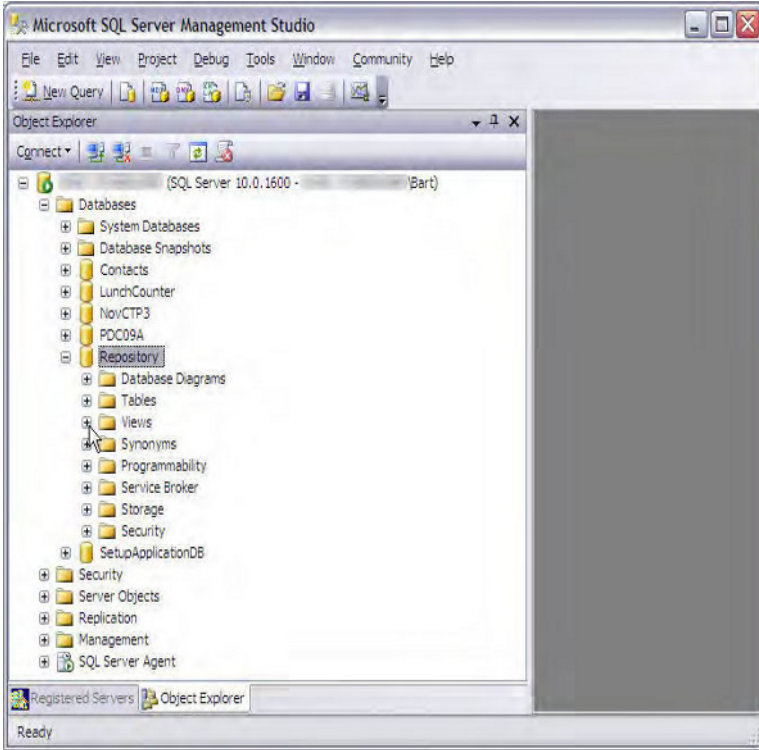 Microsoft SQL Server Management Studio
File Edit View Project Debug Tools Window Community Help
New Query
Object Explorer
Connect
(SQL Server 10.0.1600 - \Bart)
Databases
System Databases
Database Snapshots
Contacts
LunchCounter
NovCTP3
PDC09A
Repository
Database Diagrams
Tables
Views
Synonyms
Programmability
Service Broker
Storage
Security
SetupApplicationDB
Security
Server Objects
Replication
Management
SQL Server Agent
Registered Servers Object Explorer
Ready